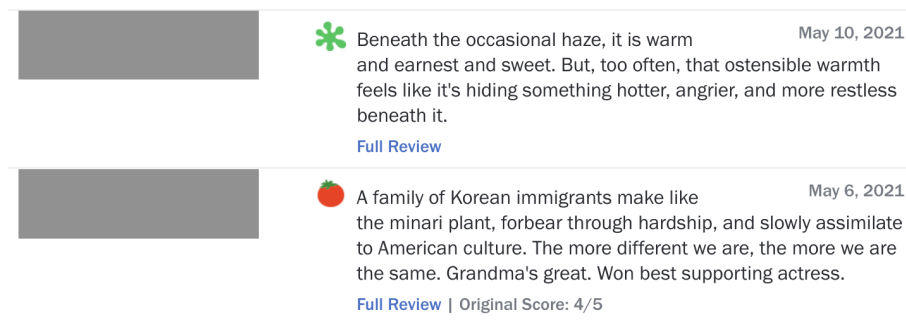 May 10, 2021
Beneath the occasional haze, it is warm
and earnest and sweet. But, too often, that ostensible warmth
feels like it's hiding something hotter, angrier, and more restless
beneath it.
Full Review
May 6, 2021
A family of Korean immigrants make like
the minari plant, forbear through hardship, and slowly assimilate
to American culture. The more different we are, the more we are
the same. Grandma's great. Won best supporting actress.
Full Review | Original Score: 4/5